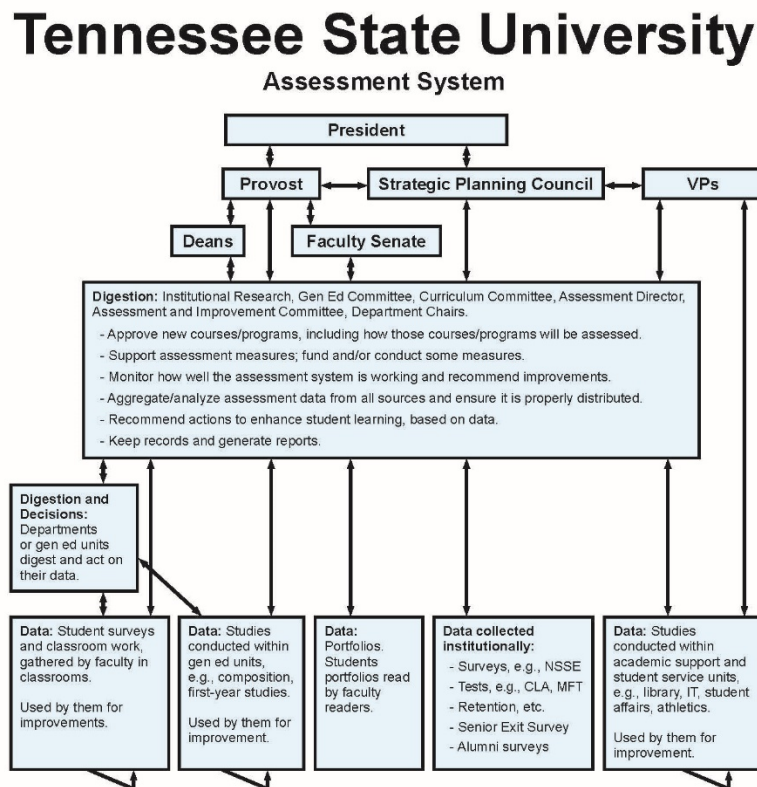 Tennessee State University
Assessment System
President
Provost
Strategic Planning Council
VPs
Deans
Faculty Senate
Digestion: Institutional Research, Gen Ed Committee, Curriculum Committee, Assessment Director,
Assessment and Improvement Committee, Department Chairs.
- Approve new courses/programs, including how those courses/programs will be assessed.
- Support assessment measures; fund and/or conduct some measures.
- Monitor how well the assessment system is working and recommend improvements.
- Aggregate/analyze assessment data from all sources and ensure it is properly distributed.
- Recommend actions to enhance student learning, based on data.
- Keep records and generate reports.
Digestion and
Decisions:
Departments
or gen ed units
digest and act on
their data.
Data: Student surveys
and classroom work,
gathered by faculty in
classrooms.
Used by them for
improvements.
Data: Studies
conducted within
gen ed units,
e.g., composition,
first-year studies.
Used by them for
improvement.
Data:
Portfolios.
Students
portfolios read
by faculty
readers.
Data collected
institutionally:
- Surveys, e.g., NSSE
- Tests, e.g., CLA, MFT
- Retention, etc.
- Senior Exit Survey
- Alumni surveys
Data: Studies
conducted within
academic support and
student service units,
e.g., library, IT, student
affairs, athletics.
Used by them for
improvement.